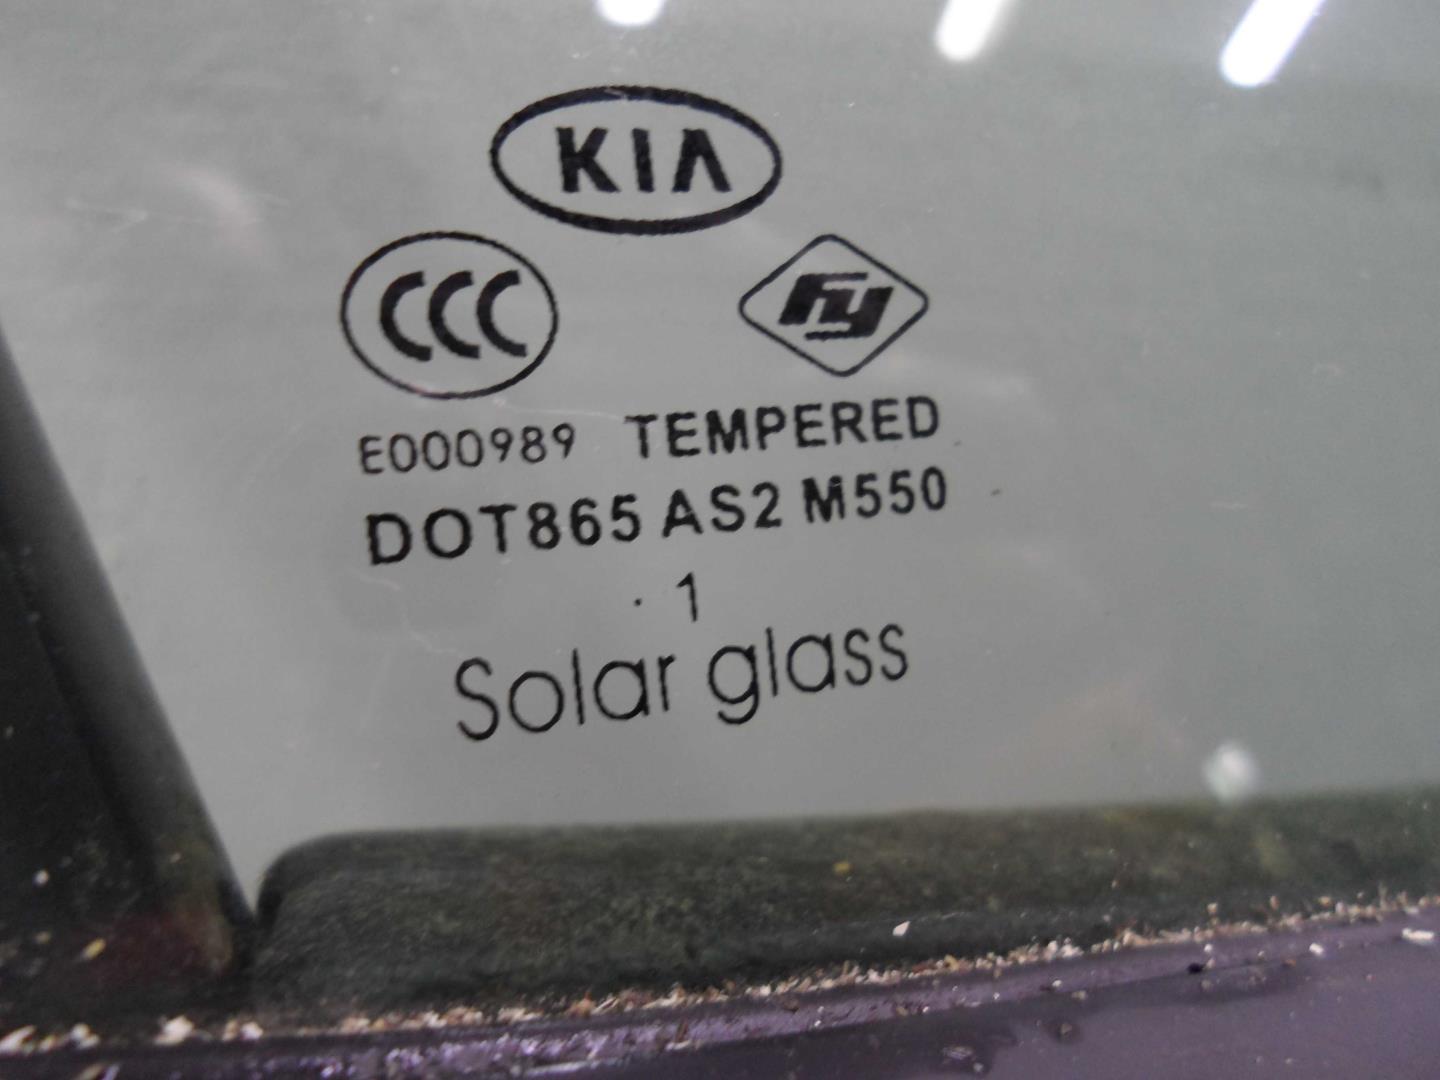 KIA
CCC
FY
E000989 TEMPERED
DOT865 AS2 M550
. 1
Solar glass